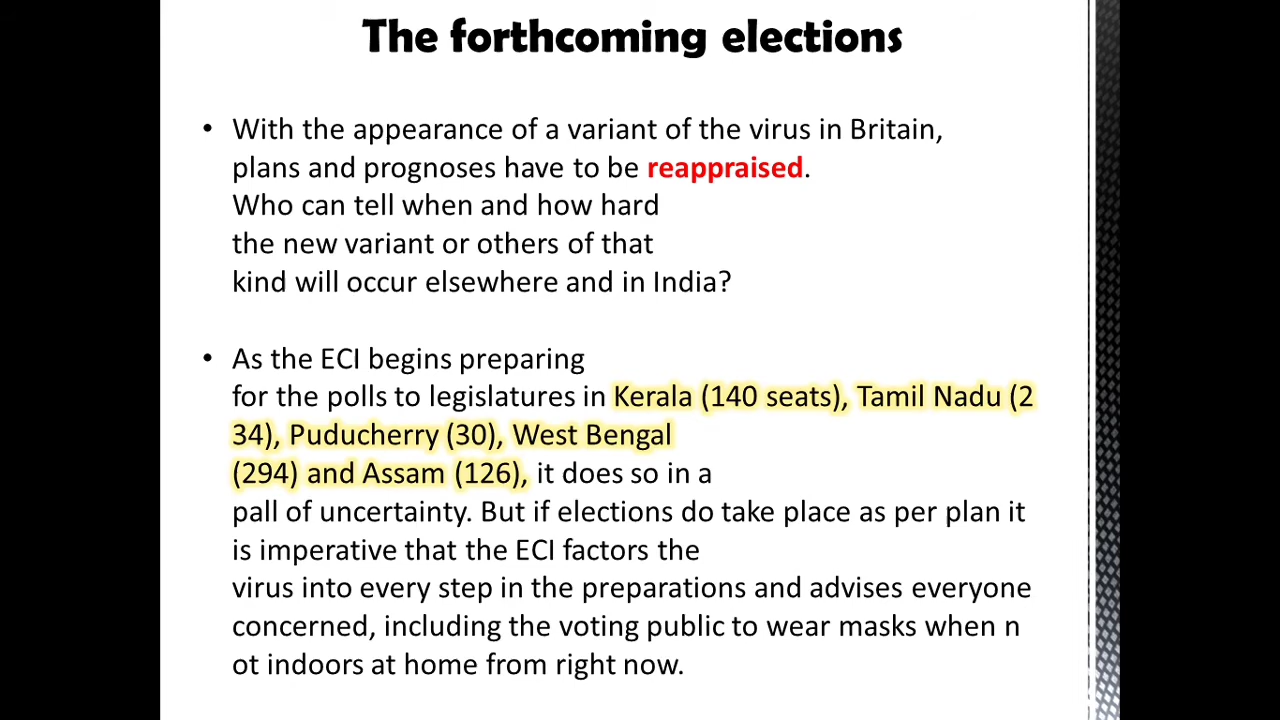 The forthcoming elections
• With the appearance of a variant of the virus in Britain,
plans and prognoses have to be reappraised.
Who can tell when and how hard
the new variant or others of that
kind will occur elsewhere and in India?
• As the ECI begins preparing
for the polls to legislatures in Kerala (140 seats), Tamil Nadu (2
34), Puducherry (30), West Bengal
(294) and Assam (126), it does so in a
pall of uncertainty. But if elections do take place as per plan it
is imperative that the ECI factors the
virus into every step in the preparations and advises everyone
concerned, including the voting public to wear masks when n
ot indoors at home from right now.